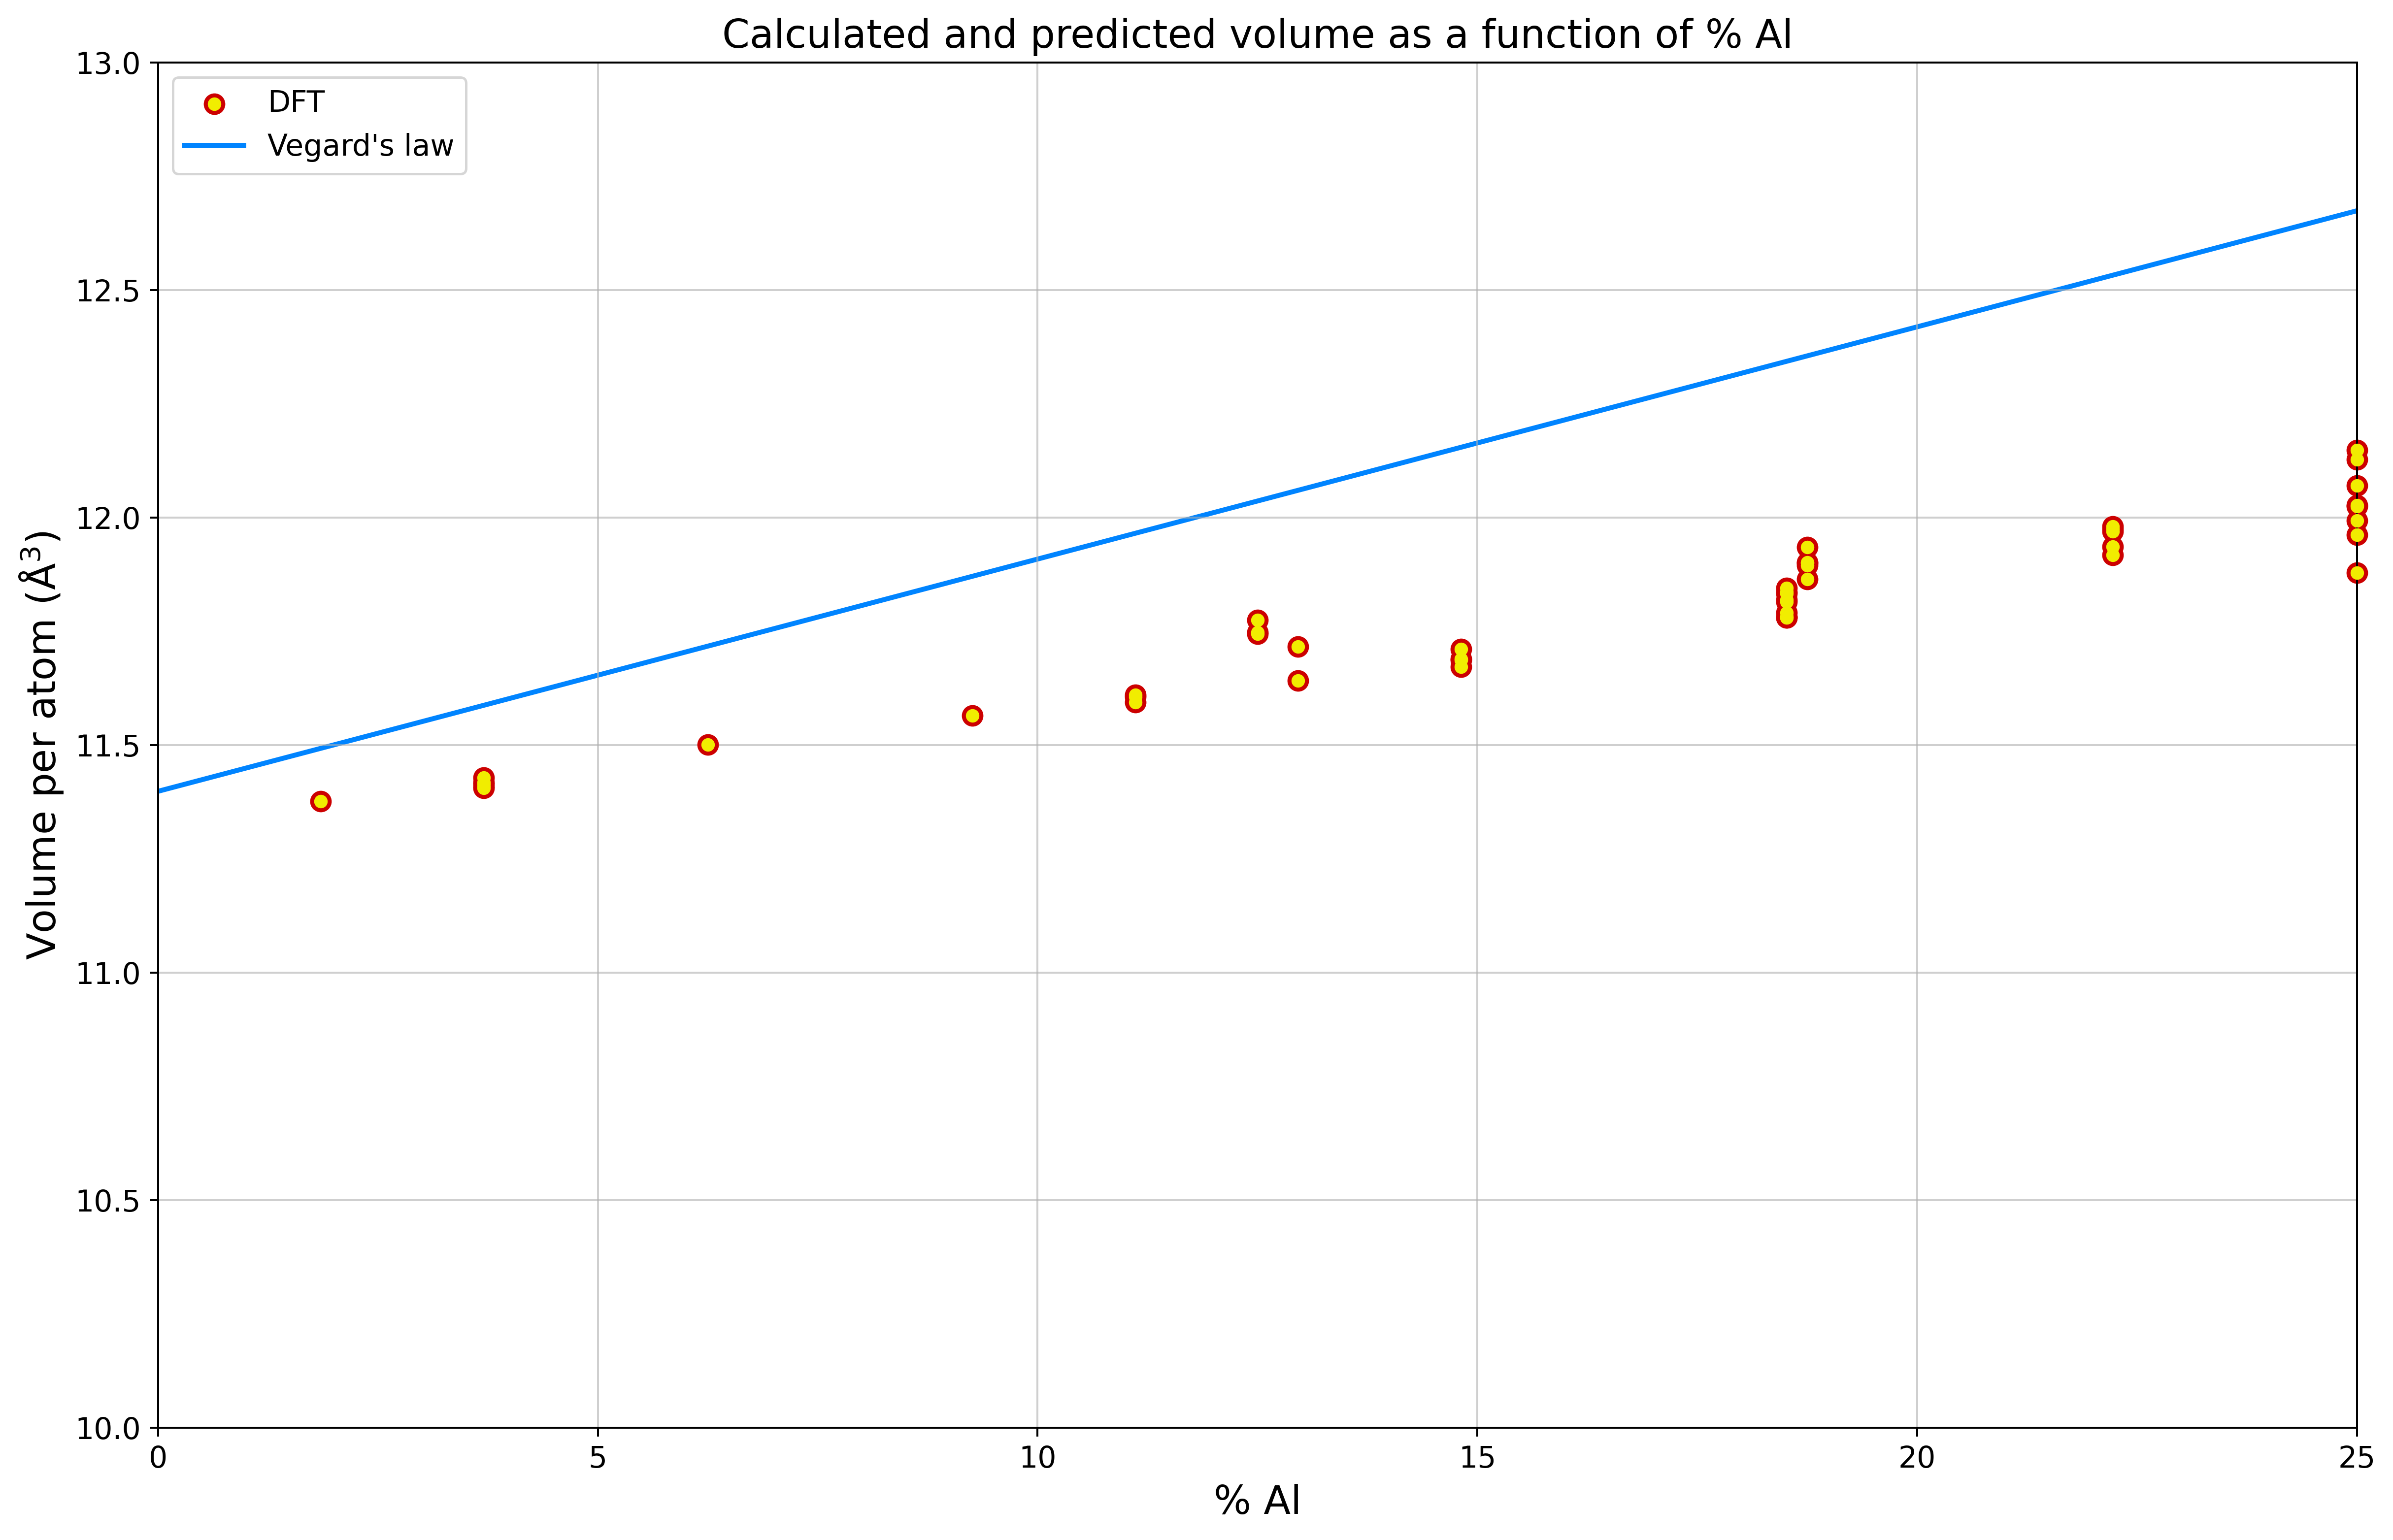 Calculated and predicted volume as a function of % Al
DFT
Vegard's law
Volume per atom (Å³)
13.0
12.5
12.0
11.5
11.0
10.5
10.0
0 5 10 15 20 25
% Al